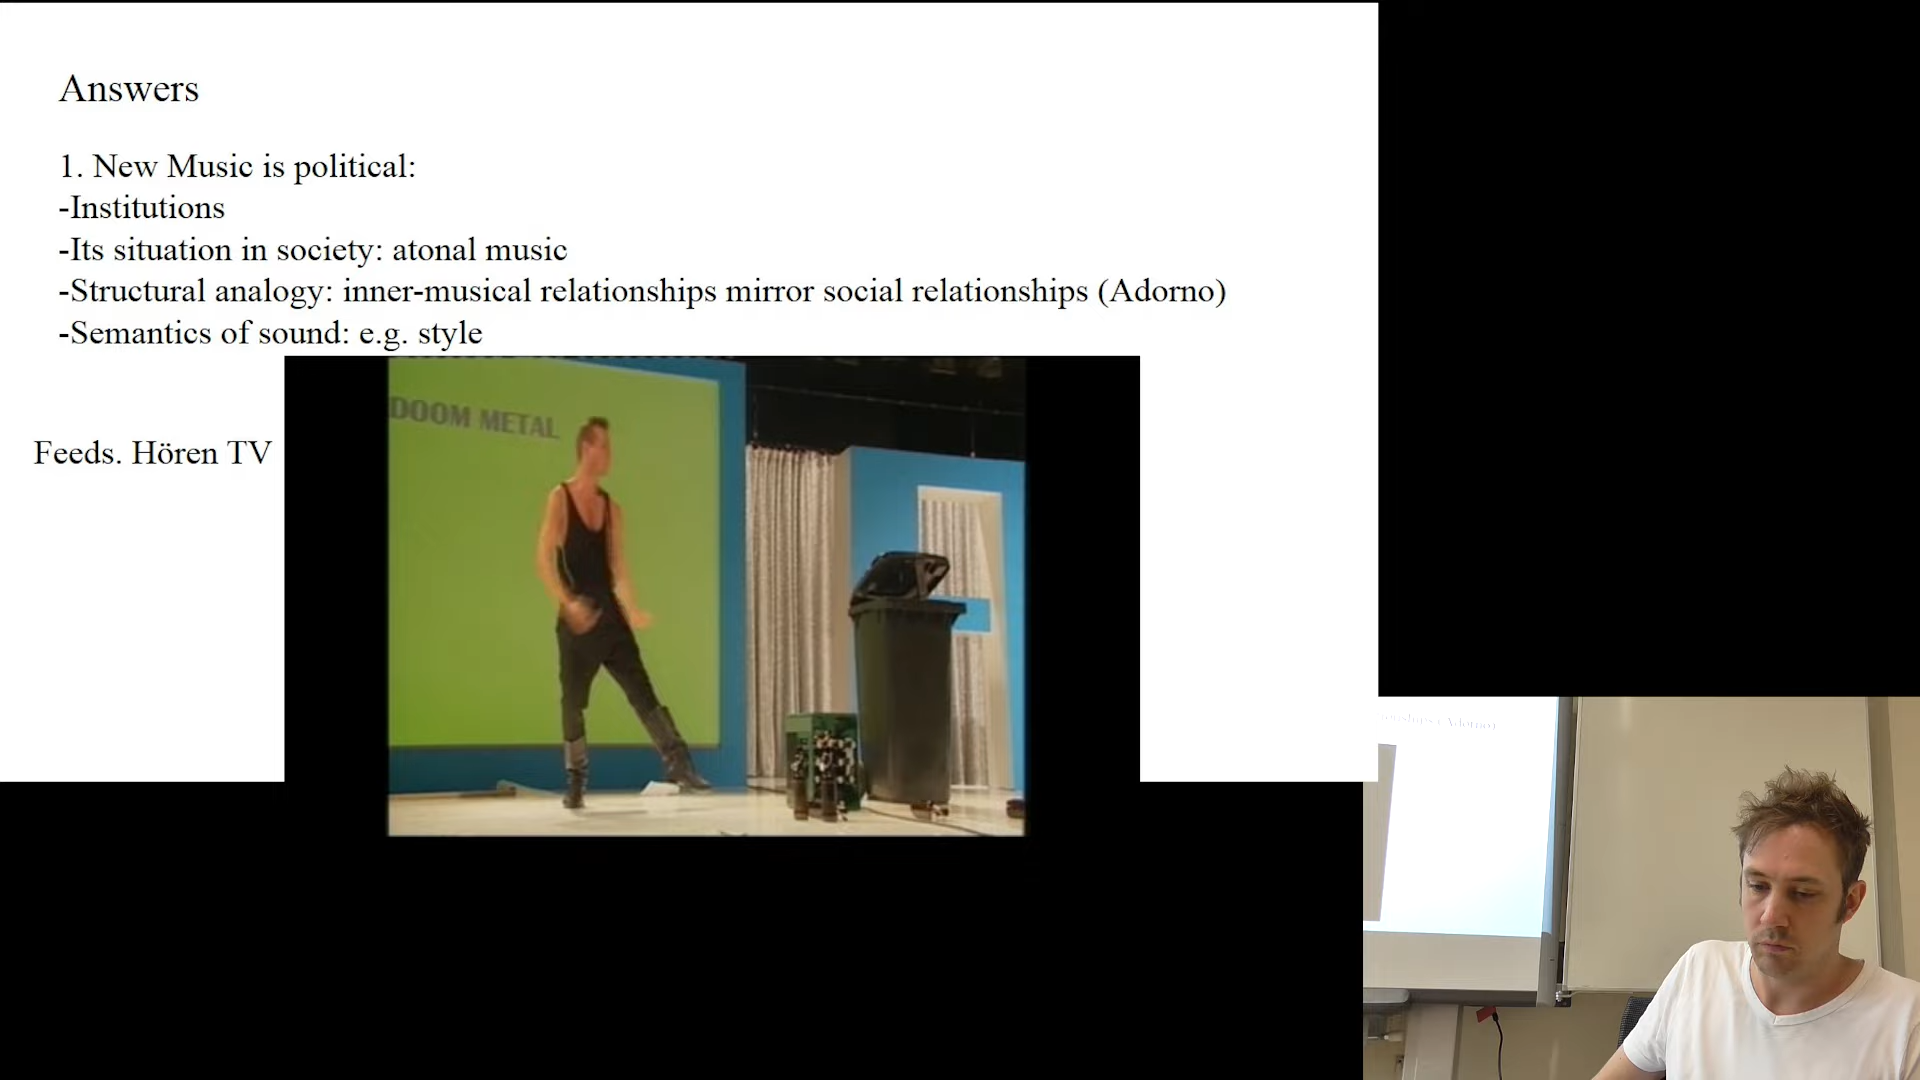 Answers
1. New Music is political:
-Institutions
-Its situation in society: atonal music
-Structural analogy: inner-musical relationships mirror social relationships (Adorno)
-Semantics of sound: e.g. style
DOOM METAL
Feeds. Hören TV
(Adorno)